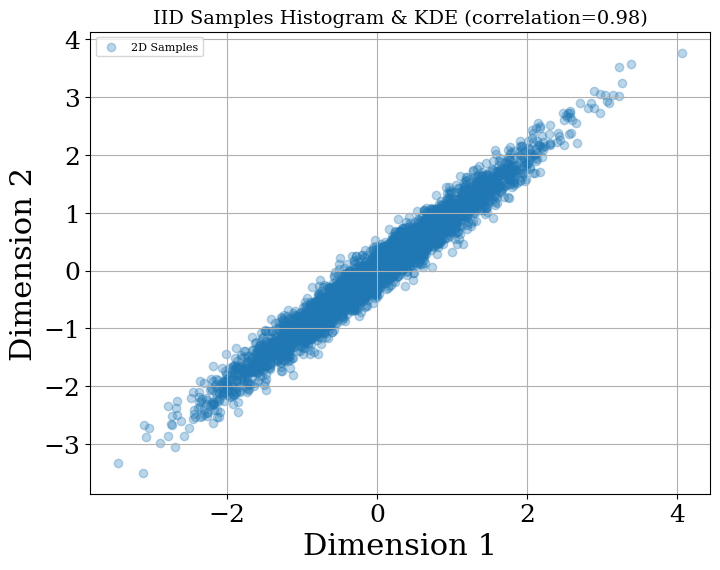 IID Samples Histogram & KDE (correlation=0.98)
2D Samples
4
3
2
1
0
−1
−2
−3
Dimension 2
−2 0 2 4
Dimension 1